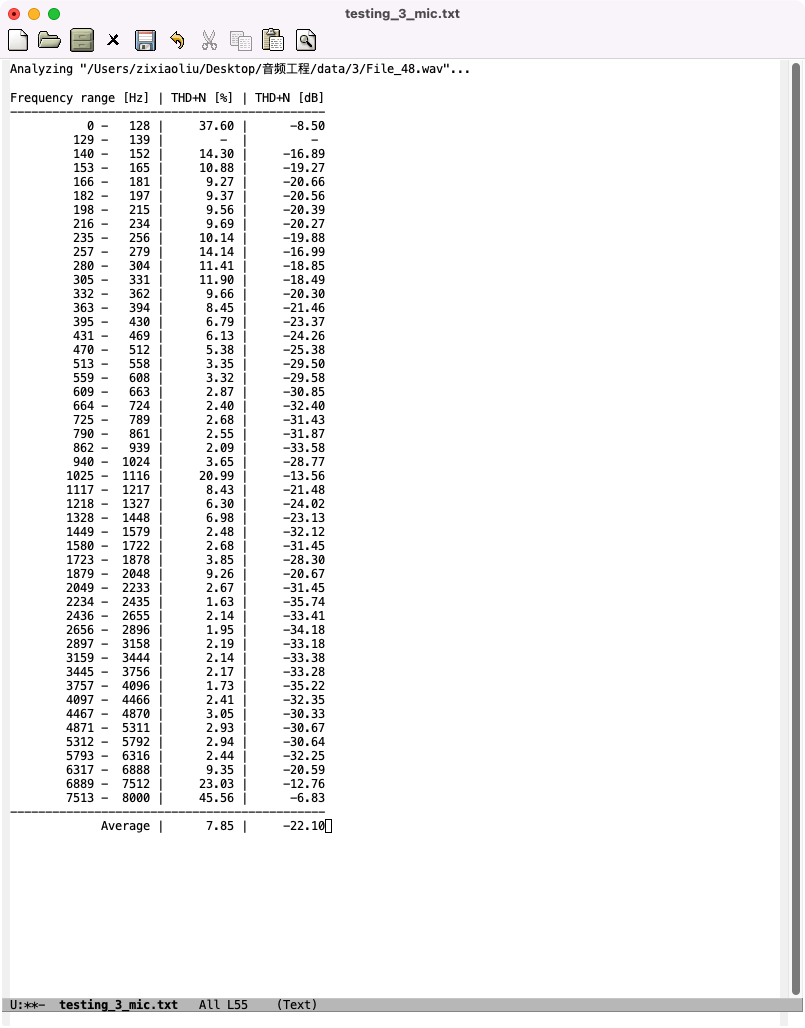 testing_3_mic.txt
Analyzing "/Users/zixiaoliu/Desktop/音频工程/data/3/File_48.wav"...
Frequency range [Hz] | THD+N [%] | THD+N [dB]
---------------------------------------------
0 - 128 | 37.60 | -8.50
129 - 139 | - | -
140 - 152 | 14.30 | -16.89
153 - 165 | 10.88 | -19.27
166 - 181 | 9.27 | -20.66
182 - 197 | 9.37 | -20.56
198 - 215 | 9.56 | -20.39
216 - 234 | 9.69 | -20.27
235 - 256 | 10.14 | -19.88
257 - 279 | 14.14 | -16.99
280 - 304 | 11.41 | -18.85
305 - 331 | 11.90 | -18.49
332 - 362 | 9.66 | -20.30
363 - 394 | 8.45 | -21.46
395 - 430 | 6.79 | -23.37
431 - 469 | 6.13 | -24.26
470 - 512 | 5.38 | -25.38
513 - 558 | 3.35 | -29.50
559 - 608 | 3.32 | -29.58
609 - 663 | 2.87 | -30.85
664 - 724 | 2.40 | -32.40
725 - 789 | 2.68 | -31.43
790 - 861 | 2.55 | -31.87
862 - 939 | 2.09 | -33.58
940 - 1024 | 3.65 | -28.77
1025 - 1116 | 20.99 | -13.56
1117 - 1217 | 8.43 | -21.48
1218 - 1327 | 6.30 | -24.02
1328 - 1448 | 6.98 | -23.13
1449 - 1579 | 2.48 | -32.12
1580 - 1722 | 2.68 | -31.45
1723 - 1878 | 3.85 | -28.30
1879 - 2048 | 9.26 | -20.67
2049 - 2233 | 2.67 | -31.45
2234 - 2435 | 1.63 | -35.74
2436 - 2655 | 2.14 | -33.41
2656 - 2896 | 1.95 | -34.18
2897 - 3158 | 2.19 | -33.18
3159 - 3444 | 2.14 | -33.38
3445 - 3756 | 2.17 | -33.28
3757 - 4096 | 1.73 | -35.22
4097 - 4466 | 2.41 | -32.35
4467 - 4870 | 3.05 | -30.33
4871 - 5311 | 2.93 | -30.67
5312 - 5792 | 2.94 | -30.64
5793 - 6316 | 2.44 | -32.25
6317 - 6888 | 9.35 | -20.59
6889 - 7512 | 23.03 | -12.76
7513 - 8000 | 45.56 | -6.83
---------------------------------------------
Average | 7.85 | -22.10
U:**- testing_3_mic.txt All L55 (Text)